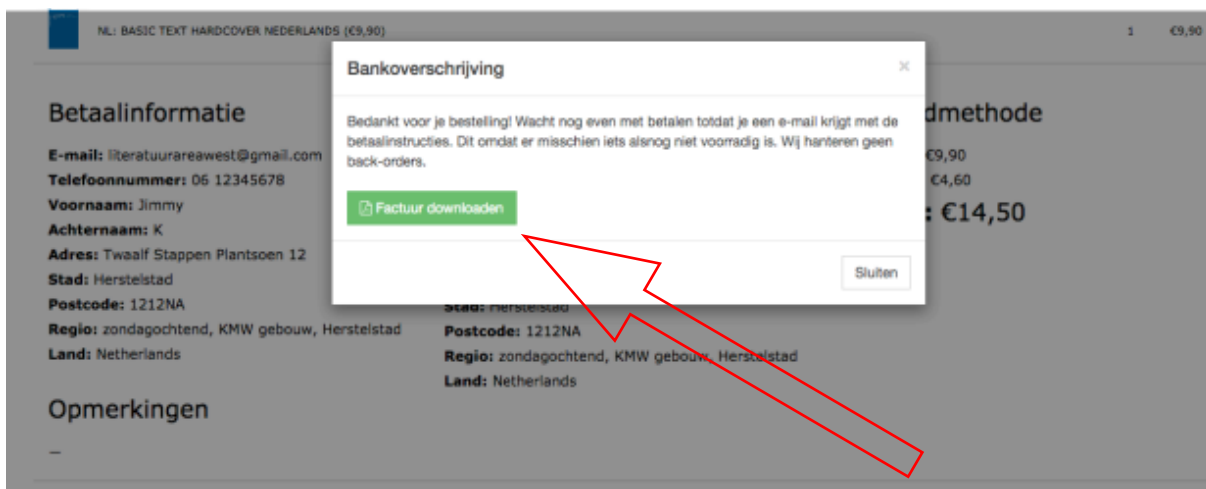 NL: BASIC TEXT HARDCOVER NEDERLANDS (€9,90) 1 €9,90
Bankoverschrijving ×
Bedankt voor je bestelling! Wacht nog even met betalen totdat je een e-mail krijgt met de
betaalinstructies. Dit omdat er misschien iets alsnog niet voorradig is. Wij hanteren geen
back-orders.
Factuur downloaden
Sluiten
Betaalinformatie
E-mail: literatuurareawest@gmail.com
Telefoonnummer: 06 12345678
Voornaam: Jimmy
Achternaam: K
Adres: Twaalf Stappen Plantsoen 12
Stad: Herstelstad
Postcode: 1212NA
Regio: zondagochtend, KMW gebouw, Herstelstad
Land: Netherlands
Stad: Herstelstad
Postcode: 1212NA
Regio: zondagochtend, KMW gebouw, Herstelstad
Land: Netherlands
dmethode
€9,90
€4,60
: €14,50
Opmerkingen
—